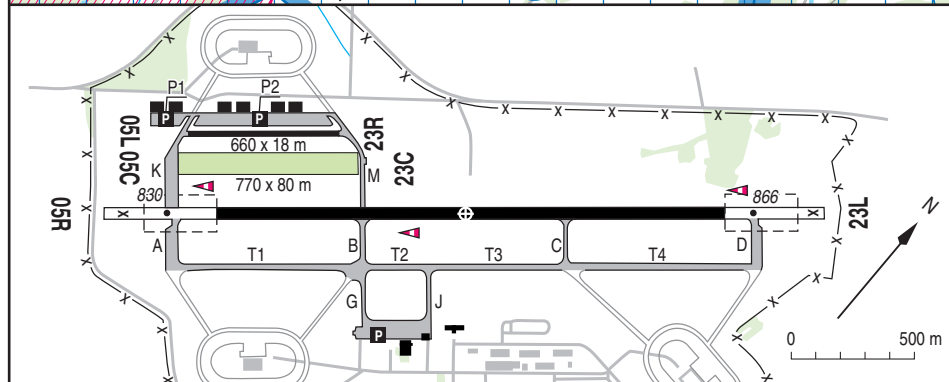 P1
P2
P
P
05L 05C
660 x 18 m
23R
23C
K
770 x 80 m
M
830
866
05R
X
X
23L
N
A
T1
B
T2
T3
C
T4
D
G
J
P
0
500 m